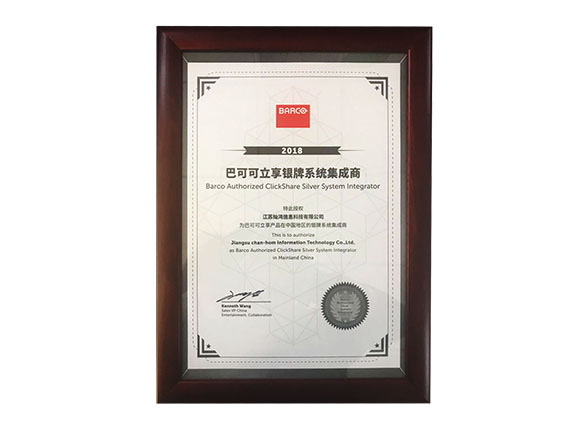 BARCO
2018
巴可可立享银牌系统集成商
Barco Authorized ClickShare Silver System Integrator
特此授权
江苏灿鸿信息科技有限公司
为巴可可立享产品在中国地区的银牌系统集成商
This is to authorize
Jiangsu chan-hom Information Technology Co.,Ltd.
as Barco Authorized ClickShare Silver System Integrator
in Mainland China
Kenneth Wang
Sales VP China
Entertainment, Collaboration